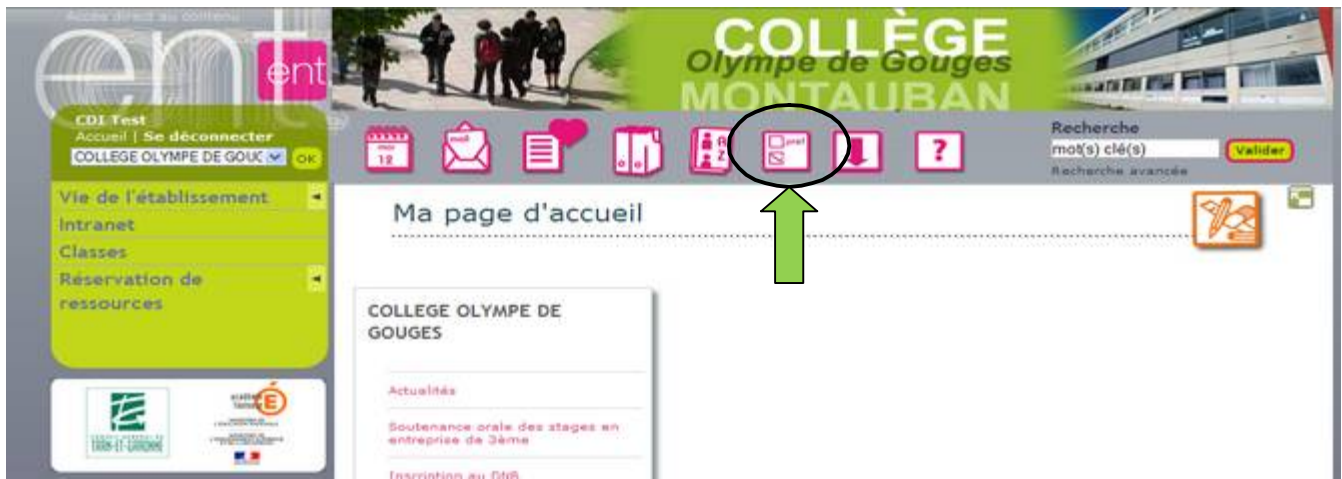 Accès direct au contenu
ent
ent
COLLÈGE
Olympe de Gouges
MONTAUBAN
CDI Test
Accueil | Se déconnecter
COLLEGE OLYMPE DE GOUG
OK
mar
12
mail
A
Z
pref
?
Recherche
mot(s) clé(s)
Valider
Recherche avancée
Vie de l'établissement
Intranet
Classes
Réservation de
ressources
Ma page d'accueil
COLLEGE OLYMPE DE
GOUGES
Actualités
Soutenance orale des stages en
entreprise de 3ème
Inscription au DNB
TARN-ET-GARONNE